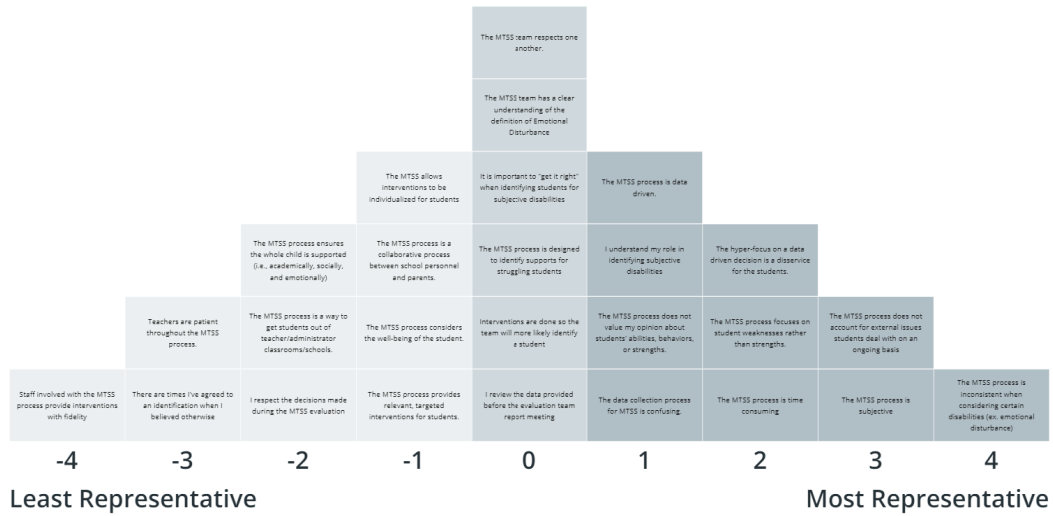 The MTSS team respects one
another.
The MTSS team has a clear
understanding of the
definition of Emotional
Disturbance
The MTSS allows
interventions to be
individualized for students
It is important to "get it right"
when identifying students for
subjective disabilities
The MTSS process is data
driven.
The MTSS process ensures
the whole child is supported
(i.e., academically, socially,
and emotionally)
The MTSS process is a
collaborative process
between school personnel
and parents.
The MTSS process is designed
to identify supports for
struggling students
I understand my role in
identifying subjective
disabilities
The hyper-focus on a data
driven decision is a disservice
for the students.
Teachers are patient
throughout the MTSS
process.
The MTSS process is a way to
get students out of
teacher/administrator
classrooms/schools.
The MTSS process considers
the well-being of the student.
Interventions are done so the
team will more likely identify
a student
The MTSS process does not
value my opinion about
students' abilities, behaviors,
or strengths.
The MTSS process focuses on
student weaknesses rather
than strengths.
The MTSS process does not
account for external issues
students deal with on an
ongoing basis
Staff involved with the MTSS
process provide interventions
with fidelity
There are times I've agreed to
an identification when I
believed otherwise
I respect the decisions made
during the MTSS evaluation
The MTSS process provides
relevant, targeted
interventions for students.
I review the data provided
before the evaluation team
report meeting
The data collection process
for MTSS is confusing.
The MTSS process is time
consuming
The MTSS process is
subjective
The MTSS process is
inconsistent when
considering certain
disabilities (ex. emotional
disturbance)
-4 -3 -2 -1 0 1 2 3 4
Least Representative
Most Representative